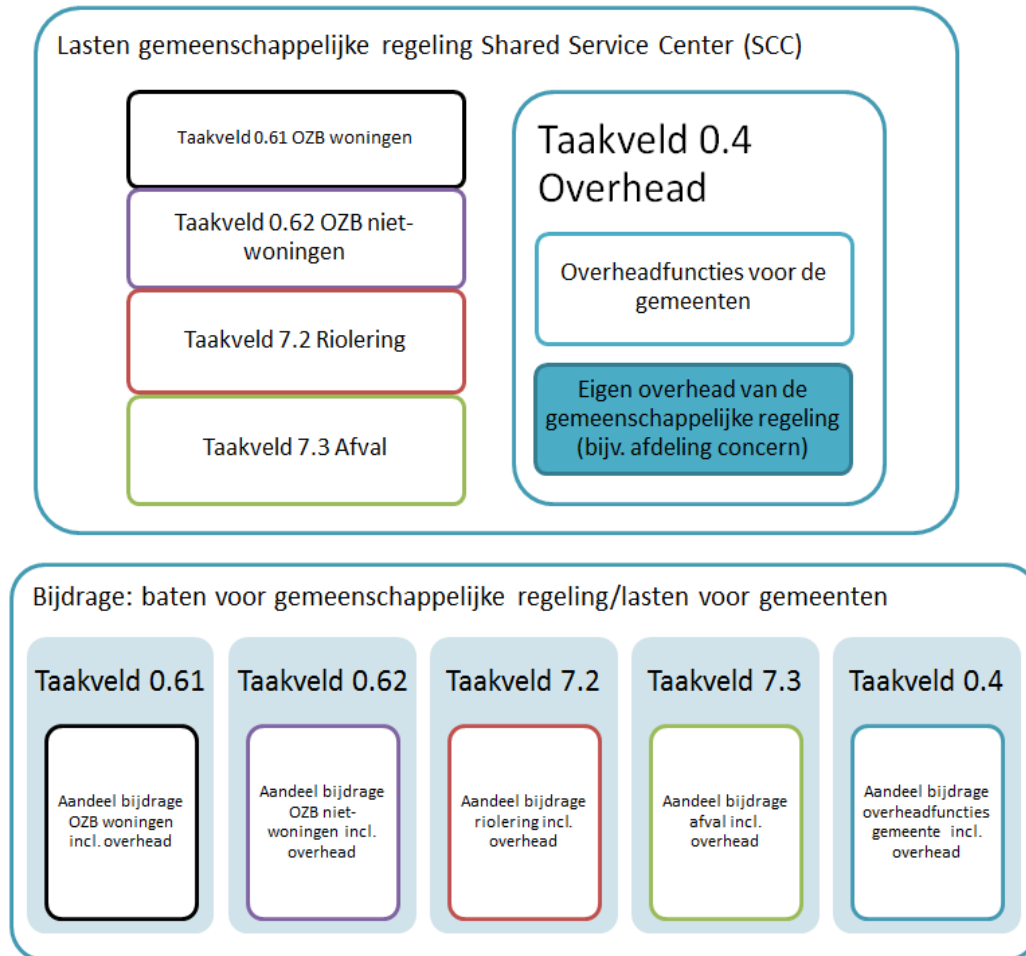 Lasten gemeenschappelijke regeling Shared Service Center (SCC)
Taakveld 0.61 OZB woningen
Taakveld 0.62 OZB niet-
woningen
Taakveld 7.2 Riolering
Taakveld 7.3 Afval
Taakveld 0.4
Overhead
Overheadfuncties voor de
gemeenten
Eigen overhead van de
gemeenschappelijke regeling
(bijv. afdeling concern)
Bijdrage: baten voor gemeenschappelijke regeling/lasten voor gemeenten
Taakveld 0.61
Aandeel bijdrage
OZB woningen
incl. overhead
Taakveld 0.62
Aandeel bijdrage
OZB niet-
woningen incl.
overhead
Taakveld 7.2
Aandeel bijdrage
riolering incl.
overhead
Taakveld 7.3
Aandeel bijdrage
afval incl.
overhead
Taakveld 0.4
Aandeel bijdrage
overheadfuncties
gemeente incl.
overhead